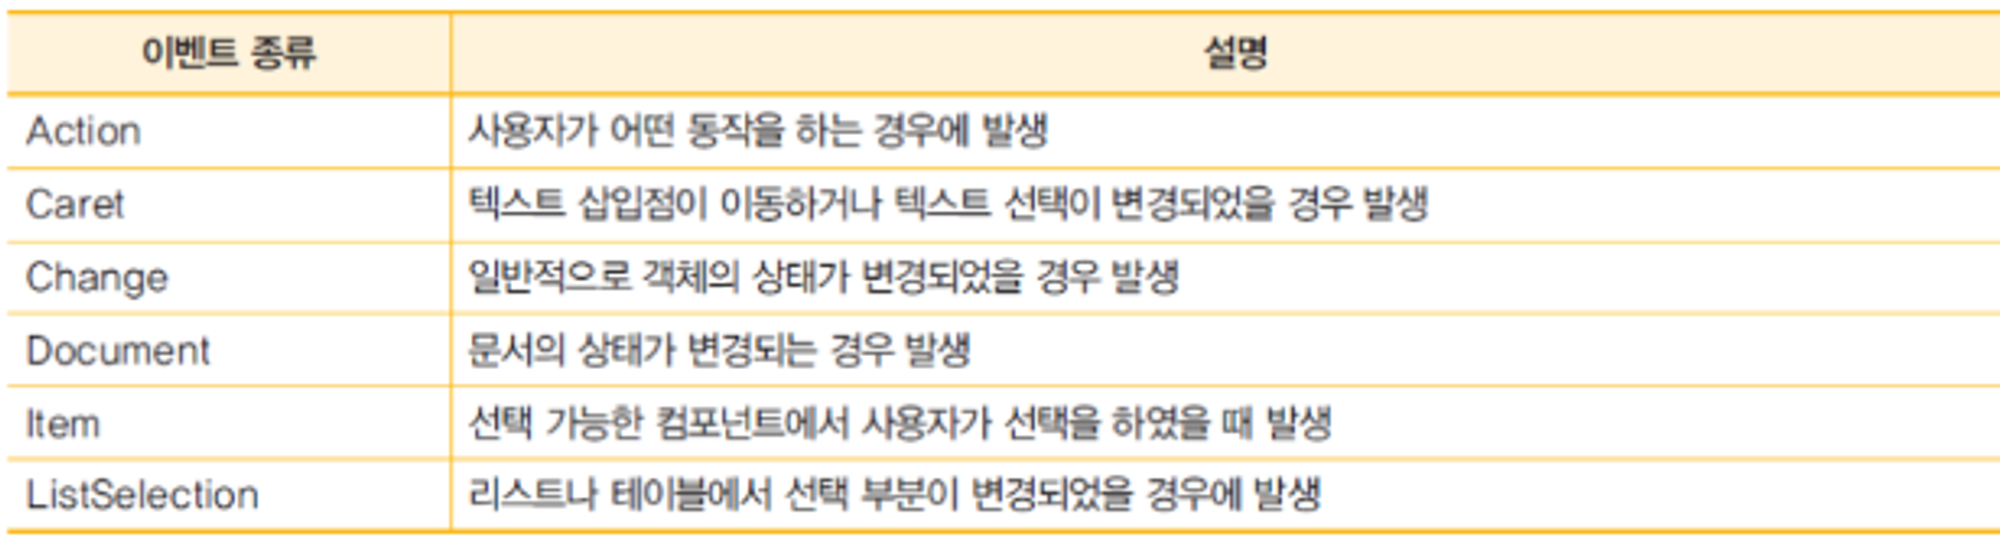 이벤트 종류 설명
Action 사용자가 어떤 동작을 하는 경우에 발생
Caret 텍스트 삽입점이 이동하거나 텍스트 선택이 변경되었을 경우 발생
Change 일반적으로 객체의 상태가 변경되었을 경우 발생
Document 문서의 상태가 변경되는 경우 발생
Item 선택 가능한 컴포넌트에서 사용자가 선택을 하였을 때 발생
ListSelection 리스트나 테이블에서 선택 부분이 변경되었을 경우에 발생